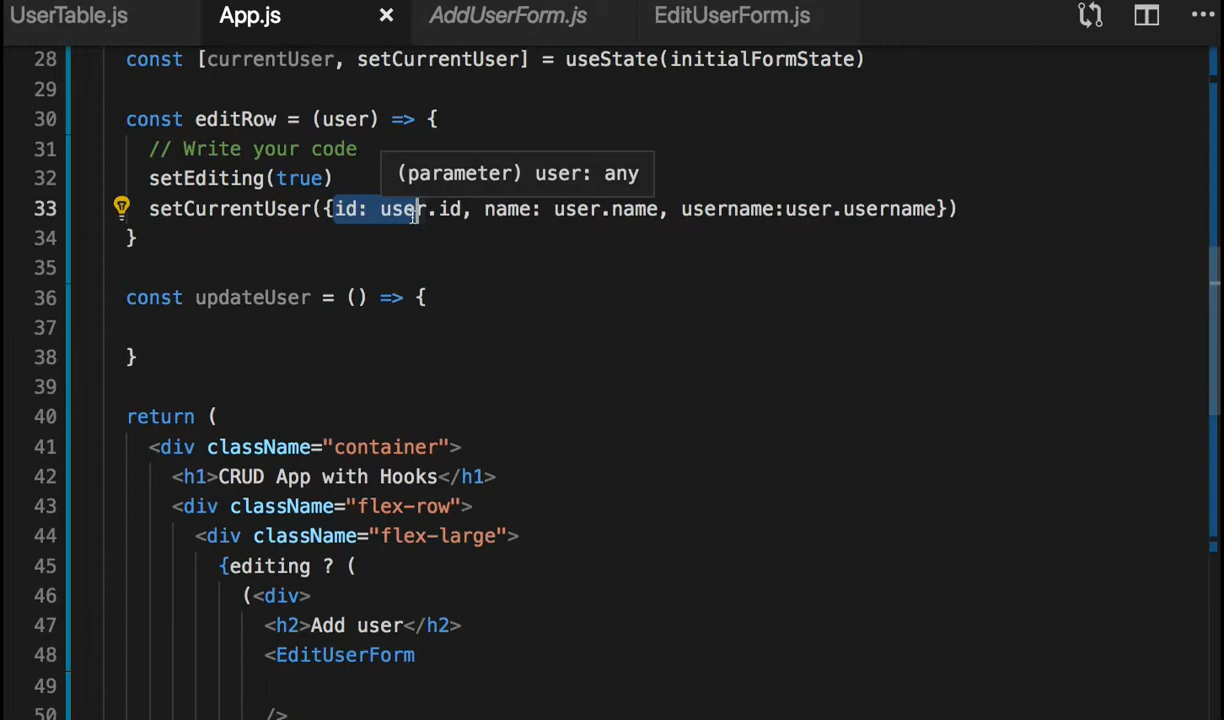 UserTable.js App.js × AddUserForm.js EditUserForm.js
28 const [currentUser, setCurrentUser] = useState(initialFormState)
29
30 const editRow = (user) => {
31 // Write your code
(parameter) user: any
32 setEditing(true)
33 setCurrentUser({id: user.id, name: user.name, username:user.username})
34 }
35
36 const updateUser = () => {
37
38 }
39
40 return (
41 <div className="container">
42 <h1>CRUD App with Hooks</h1>
43 <div className="flex-row">
44 <div className="flex-large">
45 {editing ? (
46 (<div>
47 <h2>Add user</h2>
48 <EditUserForm
49
50 />